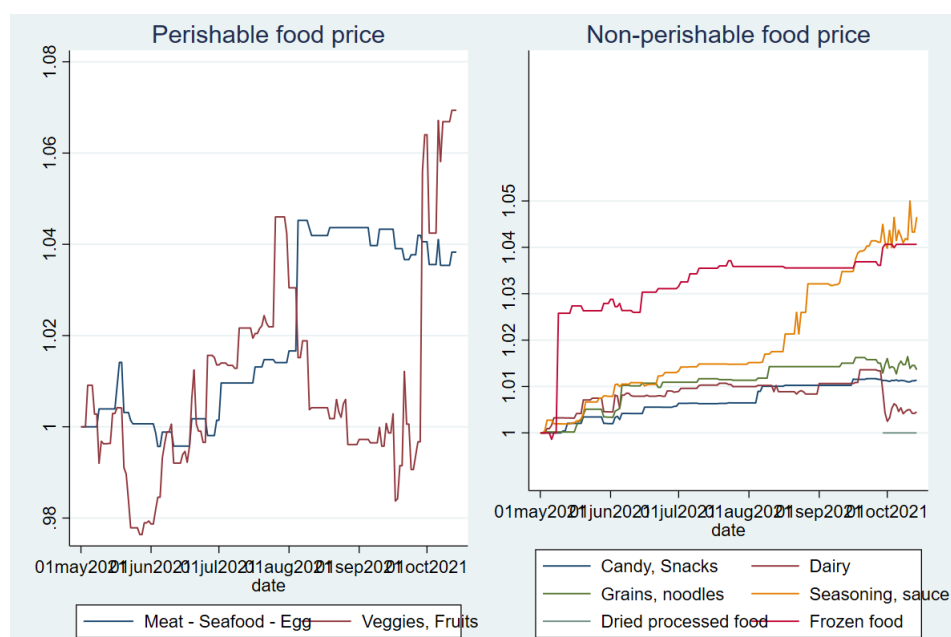 Perishable food price
1.08
1.06
1.04
1.02
1
.98
01may2021 01jun2021 01jul2021 01aug2021 01sep2021 01oct2021
date
Meat - Seafood - Egg Veggies, Fruits
Non-perishable food price
1.05
1.04
1.03
1.02
1.01
1
01may2021 01jun2021 01jul2021 01aug2021 01sep2021 01oct2021
date
Candy, Snacks Dairy
Grains, noodles Seasoning, sauce
Dried processed food Frozen food